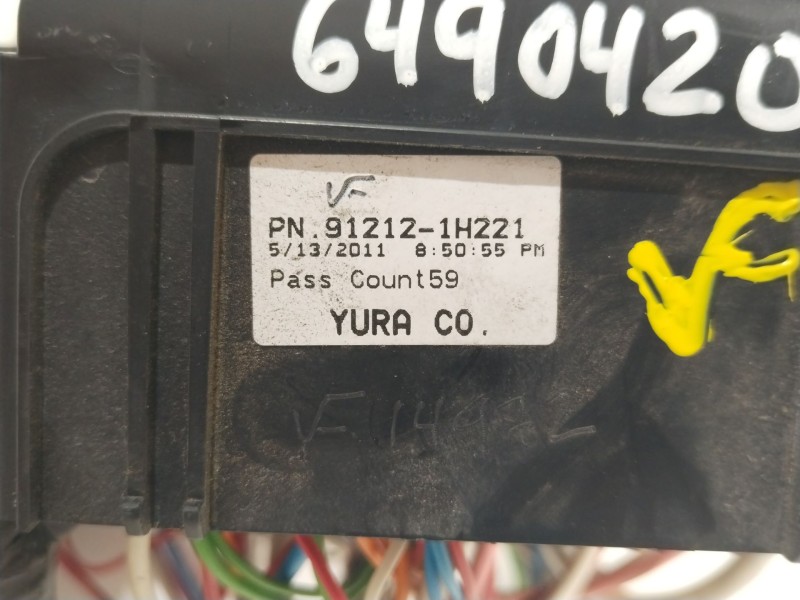 6490420
PN.91212-1H221
5/13/2011 8:50:55 PM
Pass Count59
YURA CO.